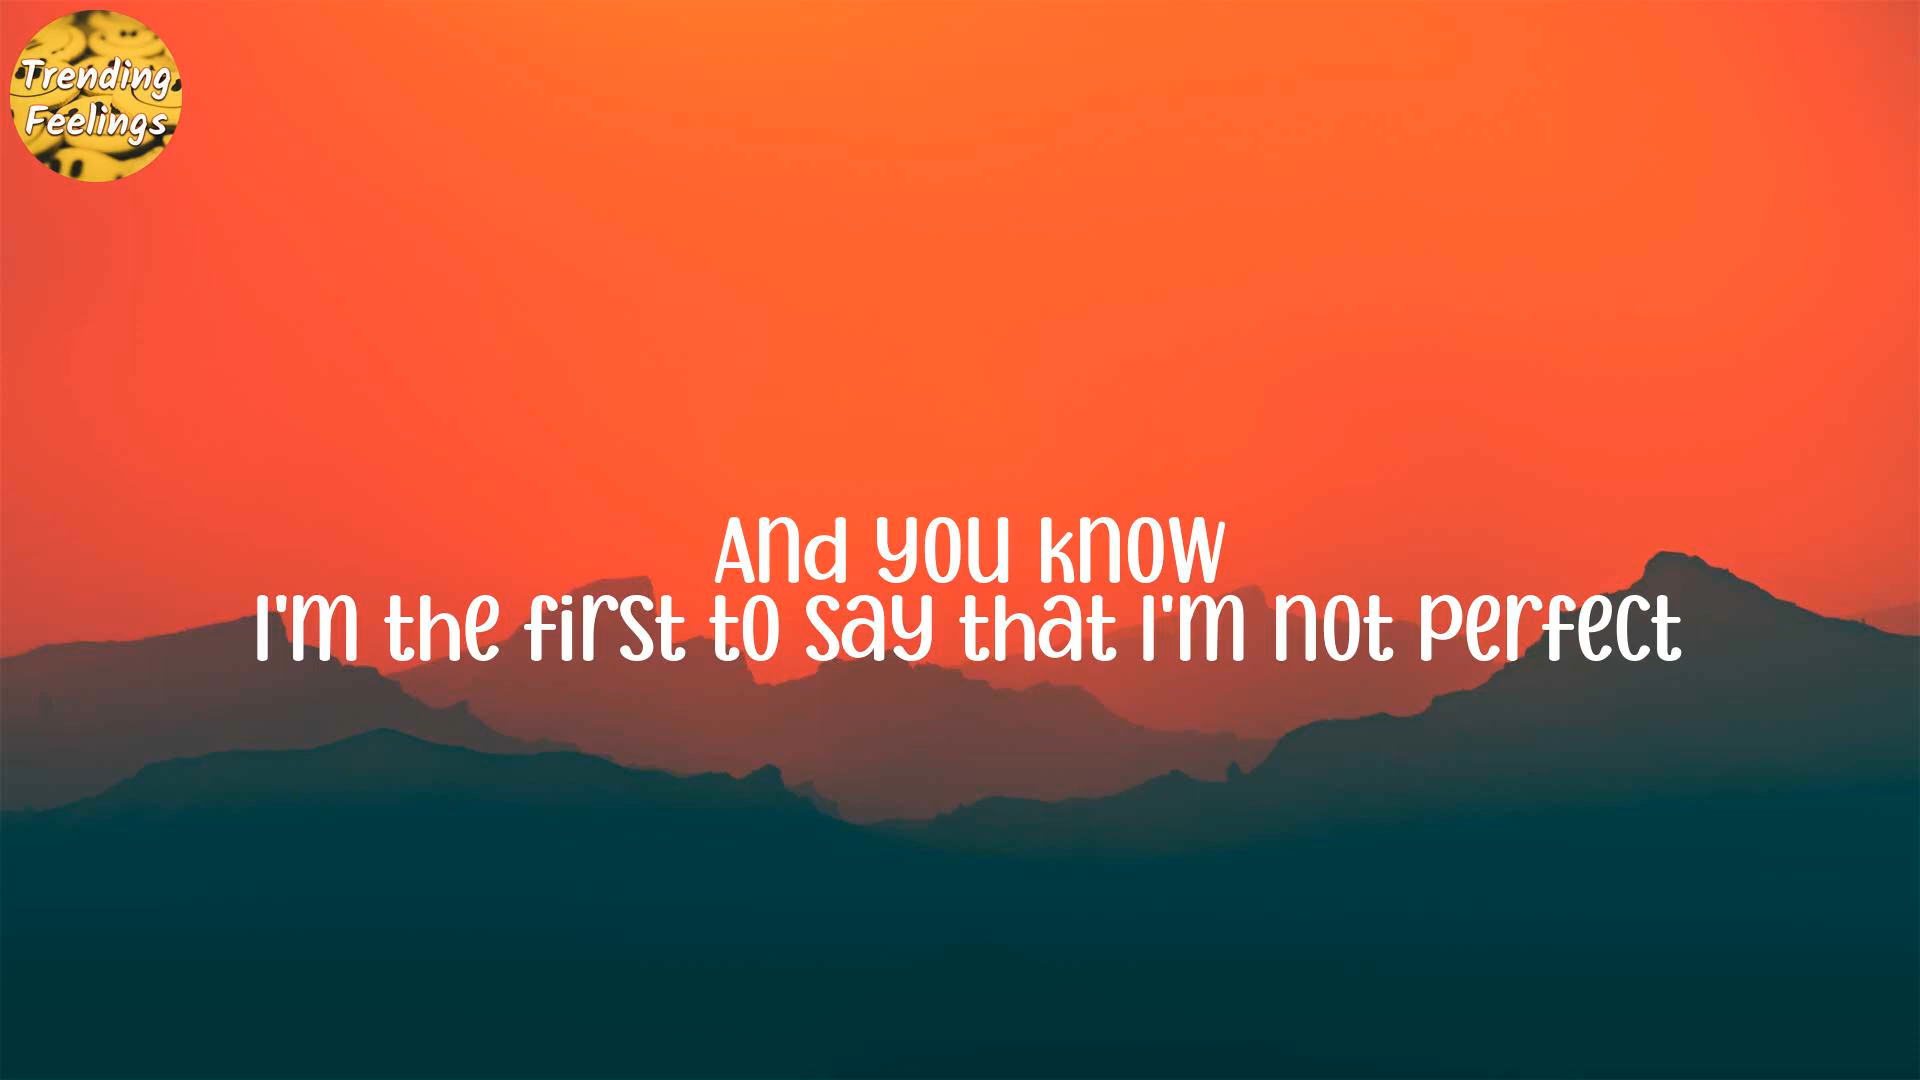 Trending
Feelings
And you know
I'm the first to say that I'm not perfect